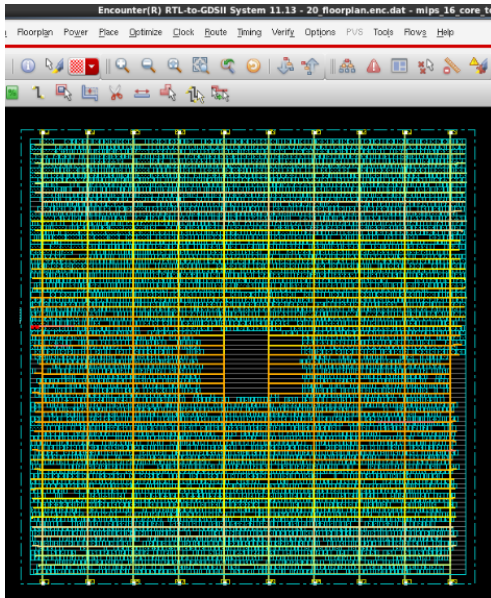 Encounter(R) RTL-to-GDSII System 11.13 - 20_floorplan.enc.dat - mips_16_core_t
Floorplan Power Place Optimize Clock Route Timing Verify Options PVS Tools Flows Help